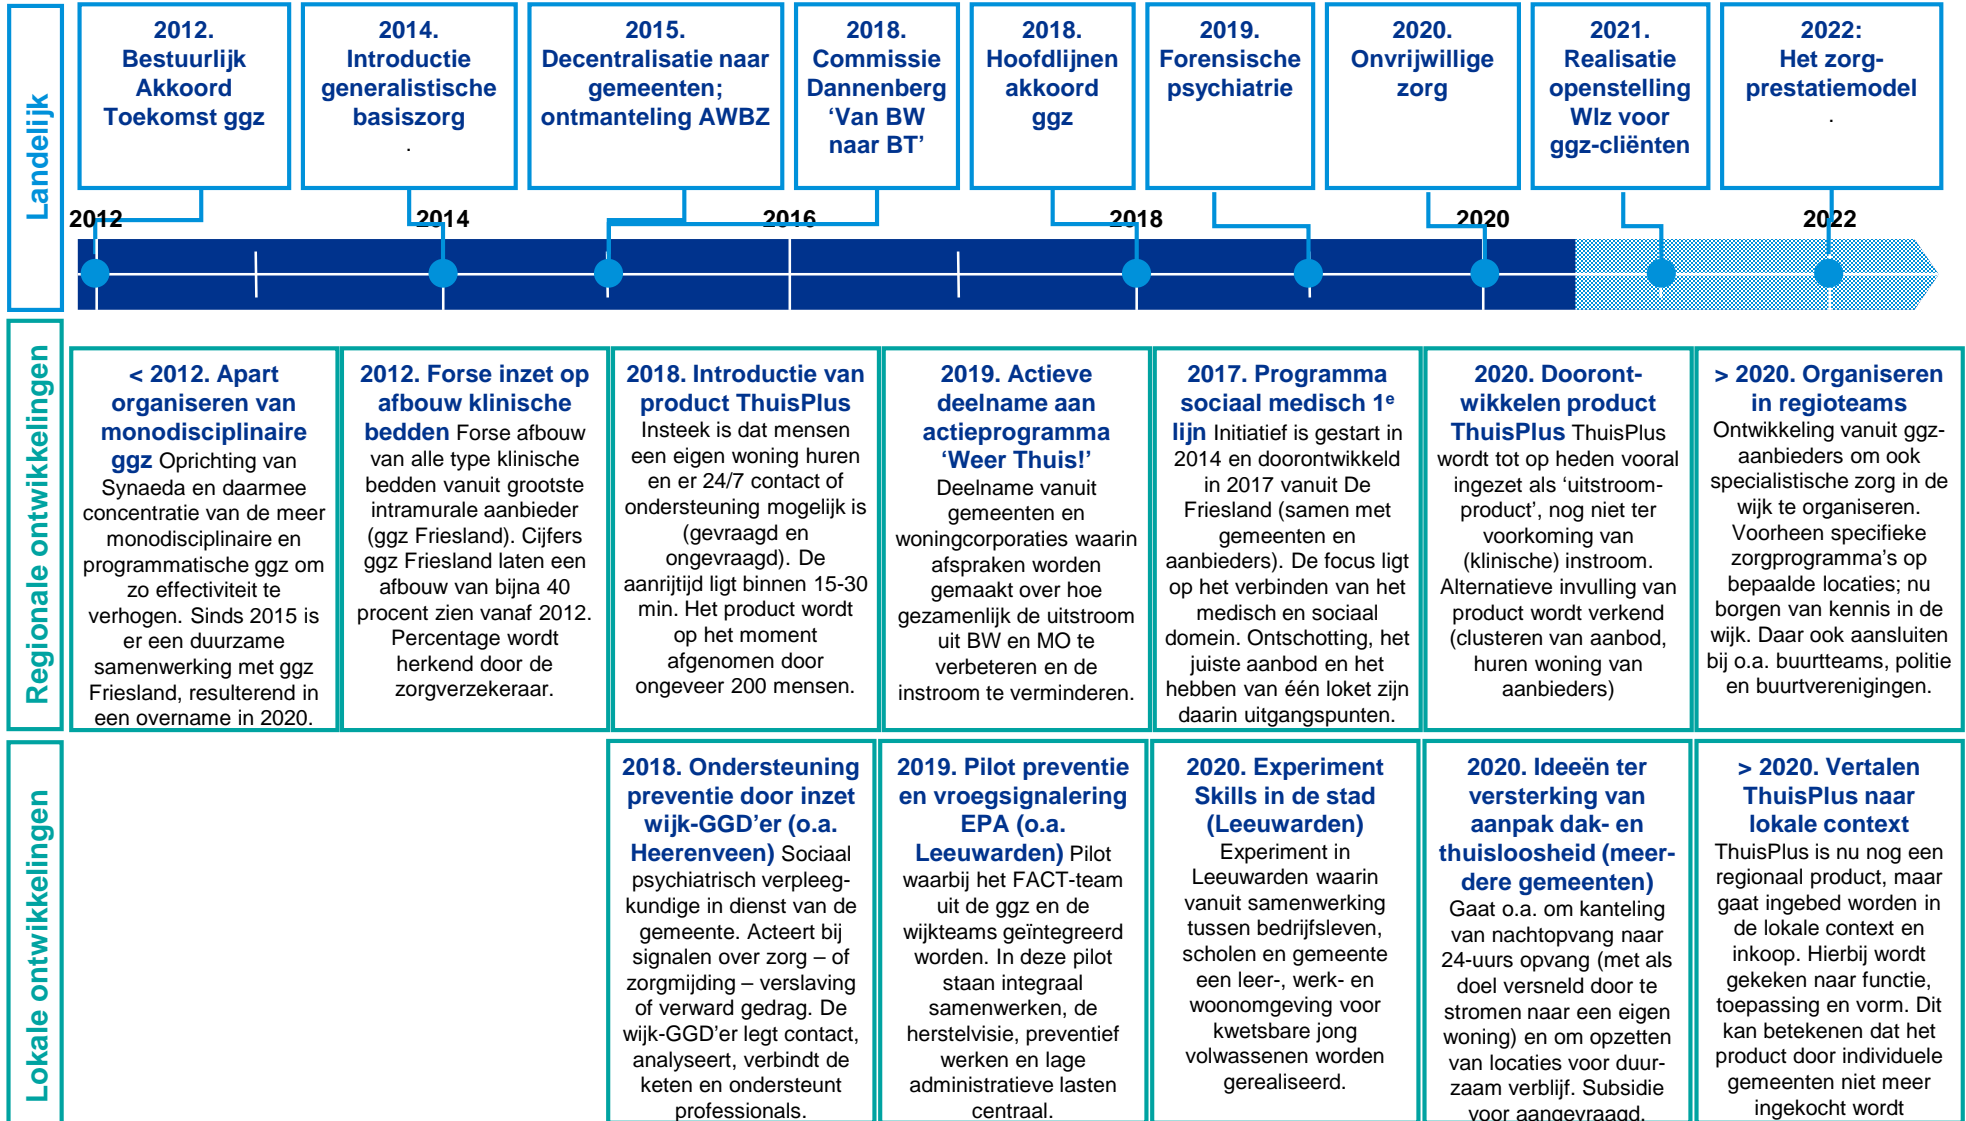 Landelijk
2012.
Bestuurlijk
Akkoord
Toekomst ggz
2014.
Introductie
generalistische
basiszorg
.
2015.
Decentralisatie naar
gemeenten;
ontmanteling AWBZ
2018.
Commissie
Dannenberg
‘Van BW
naar BT’
2018.
Hoofdlijnen
akkoord
ggz
2019.
Forensische
psychiatrie
2020.
Onvrijwillige
zorg
2021.
Realisatie
openstelling
Wlz voor
ggz-cliënten
2022:
Het zorg-
prestatiemodel
.
2012
2014
2016
2018
2020
2022
Regionale ontwikkelingen
< 2012. Apart
organiseren van
monodisciplinaire
ggz Oprichting van
Synaeda en daarmee
concentratie van de meer
monodisciplinaire en
programmatische ggz om
zo effectiviteit te
verhogen. Sinds 2015 is
er een duurzame
samenwerking met ggz
Friesland, resulterend in
een overname in 2020.
2012. Forse inzet op
afbouw klinische
bedden Forse afbouw
van alle type klinische
bedden vanuit grootste
intramurale aanbieder
(ggz Friesland). Cijfers
ggz Friesland laten een
afbouw van bijna 40
procent zien vanaf 2012.
Percentage wordt
herkend door de
zorgverzekeraar.
2018. Introductie van
product ThuisPlus
Insteek is dat mensen
een eigen woning huren
en er 24/7 contact of
ondersteuning mogelijk is
(gevraagd en
ongevraagd). De
aanrijtijd ligt binnen 15-30
min. Het product wordt
op het moment
afgenomen door
ongeveer 200 mensen.
2019. Actieve
deelname aan
actieprogramma
‘Weer Thuis!’
Deelname vanuit
gemeenten en
woningcorporaties waarin
afspraken worden
gemaakt over hoe
gezamenlijk de uitstroom
uit BW en MO te
verbeteren en de
instroom te verminderen.
2017. Programma
sociaal medisch 1e
lijn Initiatief is gestart in
2014 en doorontwikkeld
in 2017 vanuit De
Friesland (samen met
gemeenten en
aanbieders). De focus ligt
op het verbinden van het
medisch en sociaal
domein. Ontschotting, het
juiste aanbod en het
hebben van één loket zijn
daarin uitgangspunten.
2020. Dooront-
wikkelen product
ThuisPlus ThuisPlus
wordt tot op heden vooral
ingezet als ‘uitstroom-
product’, nog niet ter
voorkoming van
(klinische) instroom.
Alternatieve invulling van
product wordt verkend
(clusteren van aanbod,
huren woning van
aanbieders)
> 2020. Organiseren
in regioteams
Ontwikkeling vanuit ggz-
aanbieders om ook
specialistische zorg in de
wijk te organiseren.
Voorheen specifieke
zorgprogramma’s op
bepaalde locaties; nu
borgen van kennis in de
wijk. Daar ook aansluiten
bij o.a. buurtteams, politie
en buurtverenigingen.
Lokale ontwikkelingen
2018. Ondersteuning
preventie door inzet
wijk-GGD’er (o.a.
Heerenveen) Sociaal
psychiatrisch verpleeg-
kundige in dienst van de
gemeente. Acteert bij
signalen over zorg – of
zorgmijding – verslaving
of verward gedrag. De
wijk-GGD’er legt contact,
analyseert, verbindt de
keten en ondersteunt
professionals.
2019. Pilot preventie
en vroegsignalering
EPA (o.a.
Leeuwarden) Pilot
waarbij het FACT-team
uit de ggz en de
wijkteams geïntegreerd
worden. In deze pilot
staan integraal
samenwerken, de
herstelvisie, preventief
werken en lage
administratieve lasten
centraal.
2020. Experiment
Skills in de stad
(Leeuwarden)
Experiment in
Leeuwarden waarin
vanuit samenwerking
tussen bedrijfsleven,
scholen en gemeente
een leer-, werk- en
woonomgeving voor
kwetsbare jong
volwassenen worden
gerealiseerd.
2020. Ideeën ter
versterking van
aanpak dak- en
thuisloosheid (meer-
dere gemeenten)
Gaat o.a. om kanteling
van nachtopvang naar
24-uurs opvang (met als
doel versneld door te
stromen naar een eigen
woning) en om opzetten
van locaties voor duur-
zaam verblijf. Subsidie
voor aangevraagd.
> 2020. Vertalen
ThuisPlus naar
lokale context
ThuisPlus is nu nog een
regionaal product, maar
gaat ingebed worden in
de lokale context en
inkoop. Hierbij wordt
gekeken naar functie,
toepassing en vorm. Dit
kan betekenen dat het
product door individuele
gemeenten niet meer
ingekocht wordt